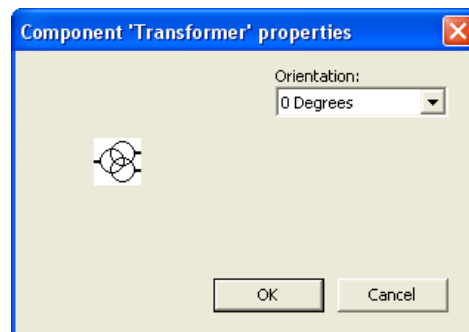 Component 'Transformer' properties
Orientation:
0 Degrees
OK
Cancel